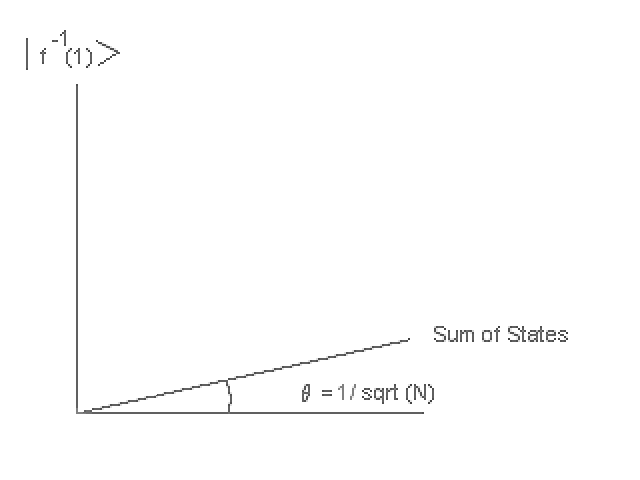 | f⁻¹(1) >
Sum of States
θ = 1/ sqrt (N)